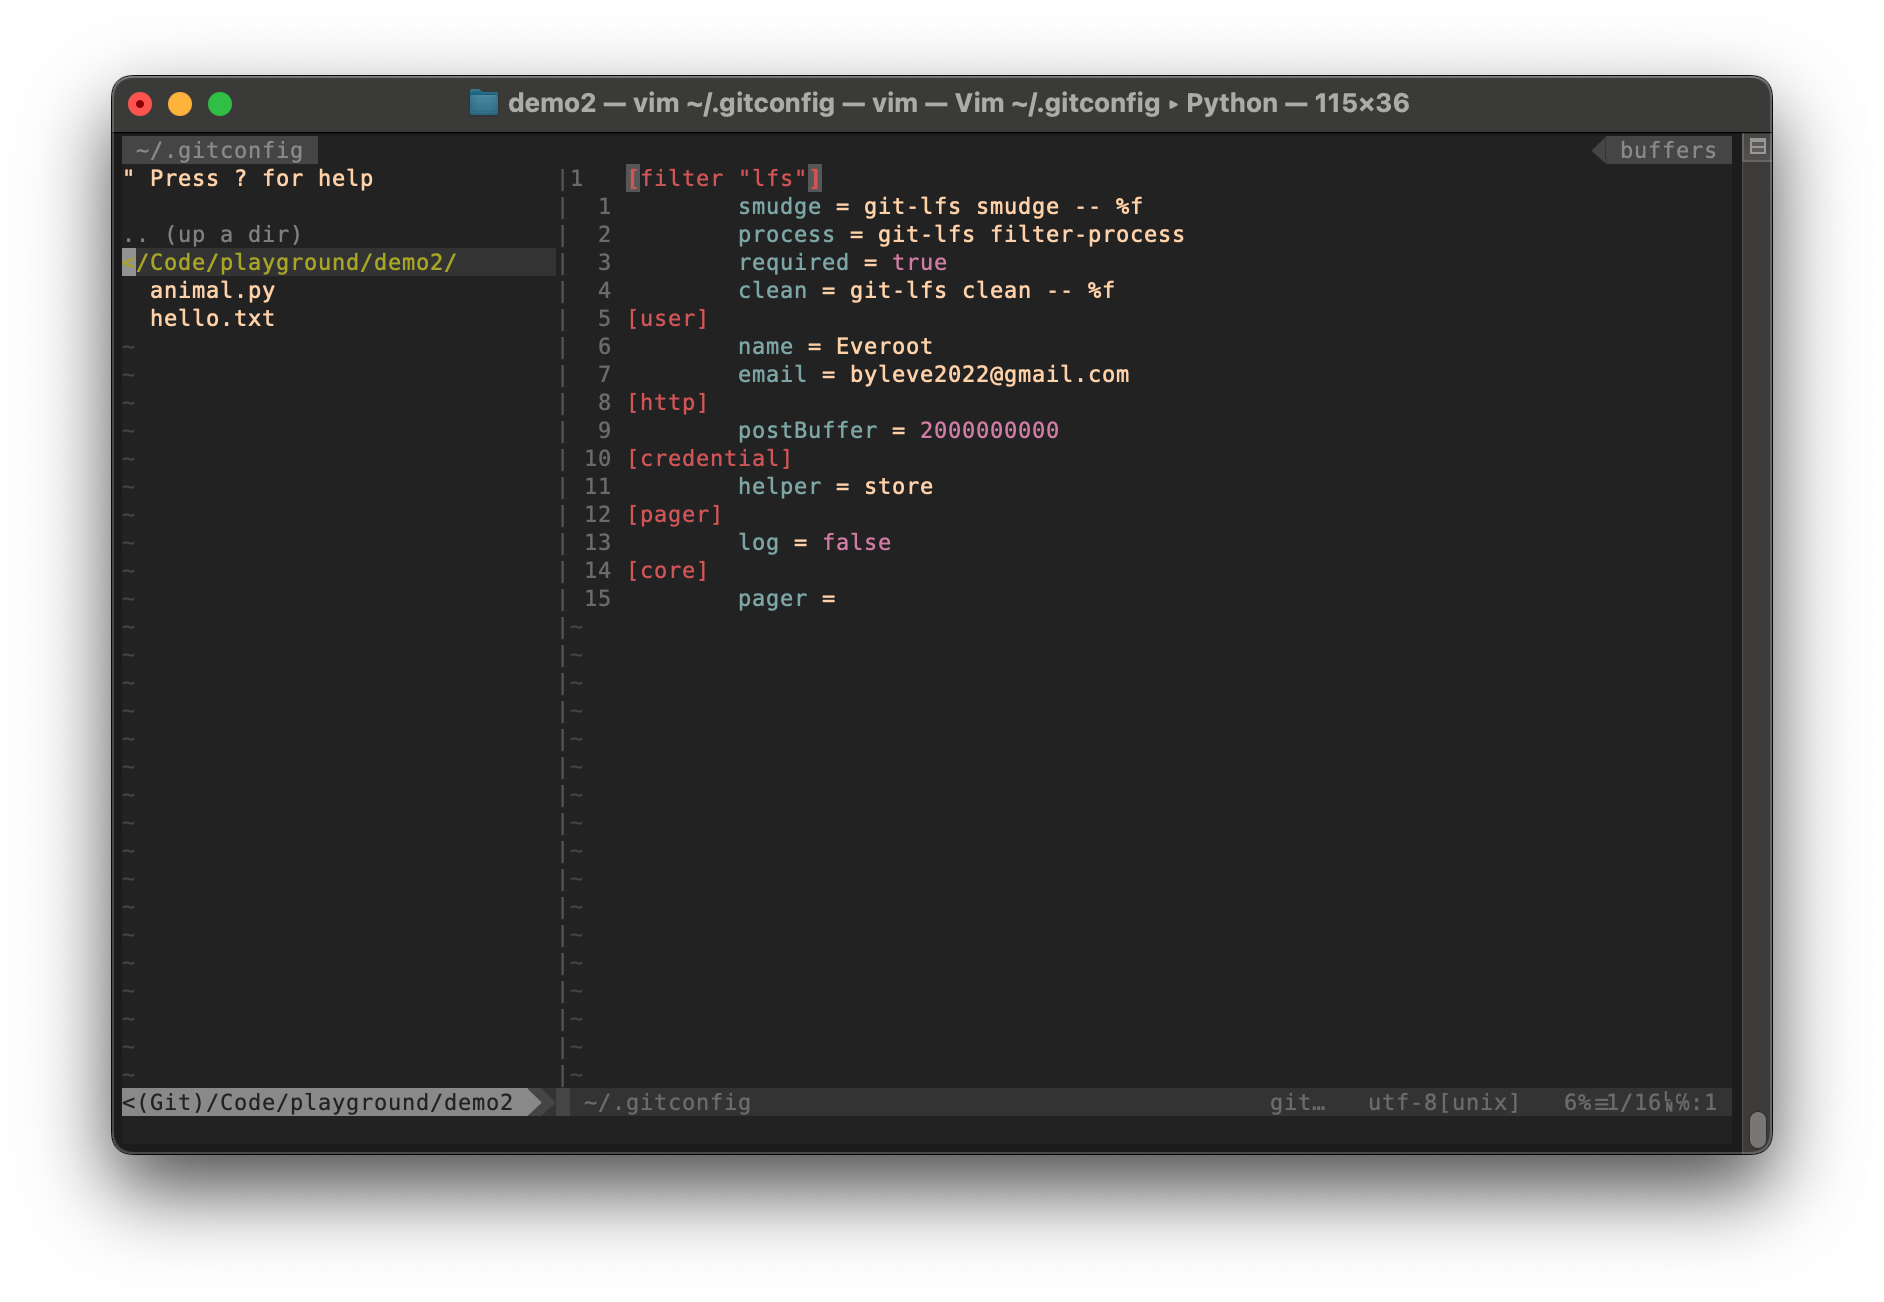 demo2 — vim ~/.gitconfig — vim — Vim ~/.gitconfig ▸ Python — 115×36
~/.gitconfig
buffers
" Press ? for help
.. (up a dir)
</Code/playground/demo2/
animal.py
hello.txt
1 [filter "lfs"]
1 smudge = git-lfs smudge -- %f
2 process = git-lfs filter-process
3 required = true
4 clean = git-lfs clean -- %f
5 [user]
6 name = Everoot
7 email = byleve2022@gmail.com
8 [http]
9 postBuffer = 2000000000
10 [credential]
11 helper = store
12 [pager]
13 log = false
14 [core]
15 pager =
<(Git)/Code/playground/demo2
~/.gitconfig
git… utf-8[unix] 6%≡1/16␤℅:1